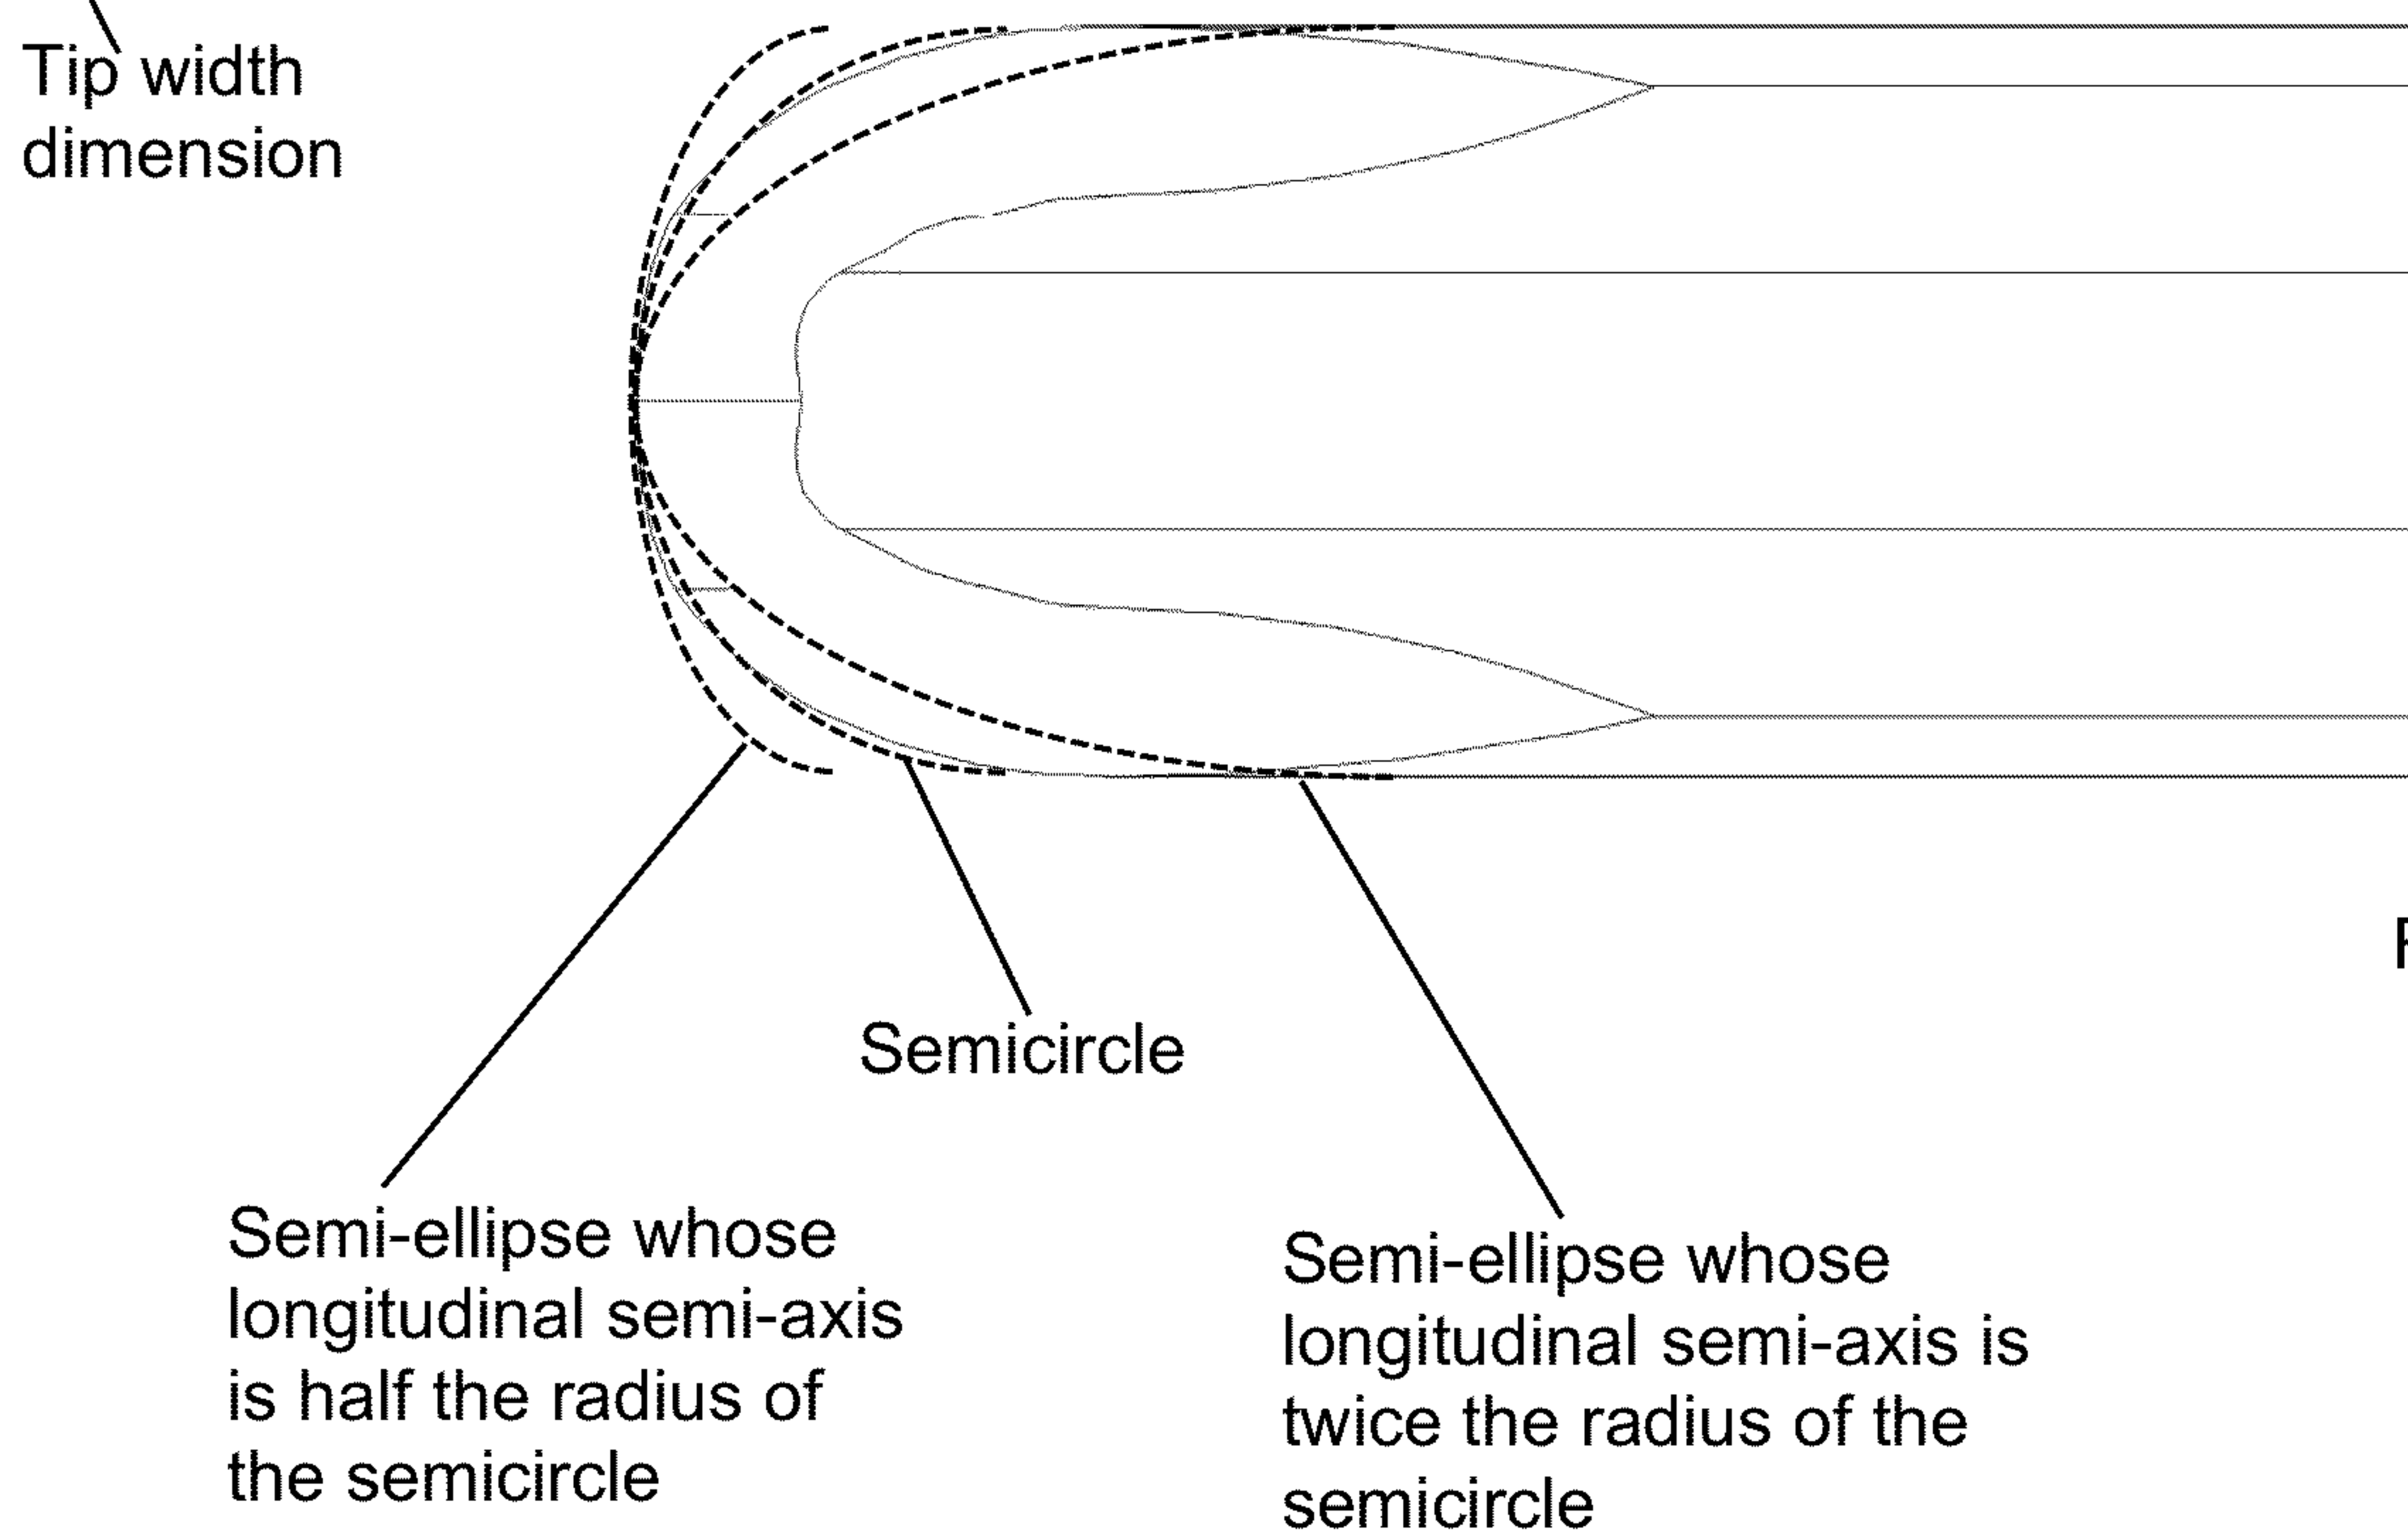 Tip width
dimension
Semicircle
Semi-ellipse whose
longitudinal semi-axis
is half the radius of
the semicircle
Semi-ellipse whose
longitudinal semi-axis is
twice the radius of the
semicircle